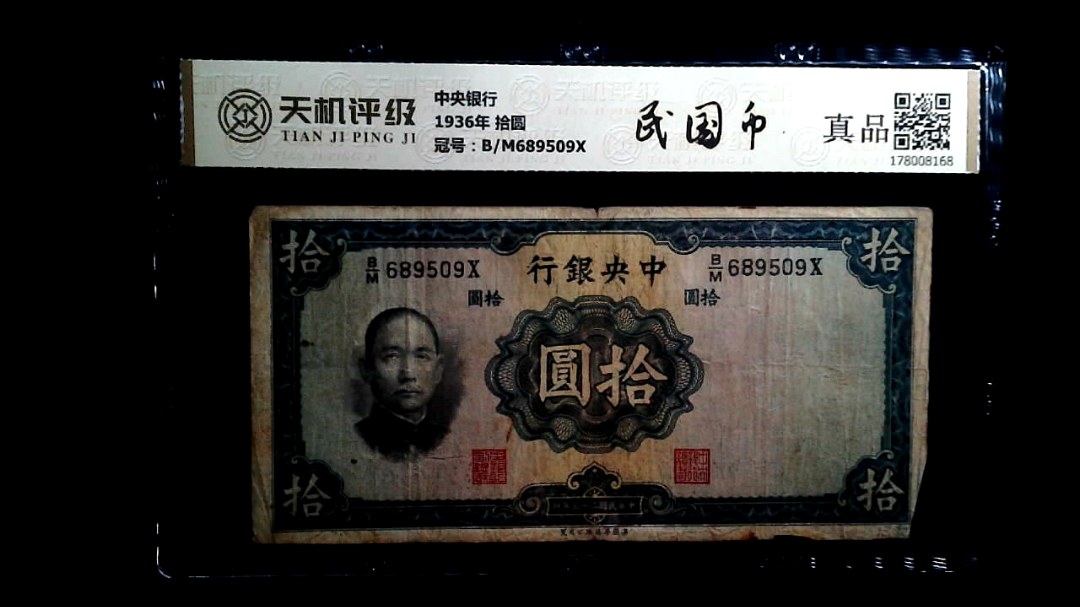 天机评级
TIAN JI PING JI
中央银行
1936年 拾圆
冠号：B/M689509X
民国币
真品
178008168
拾
拾
B/M 689509X
行銀央中
B/M 689509X
圓拾
圓拾
圓拾
拾
拾